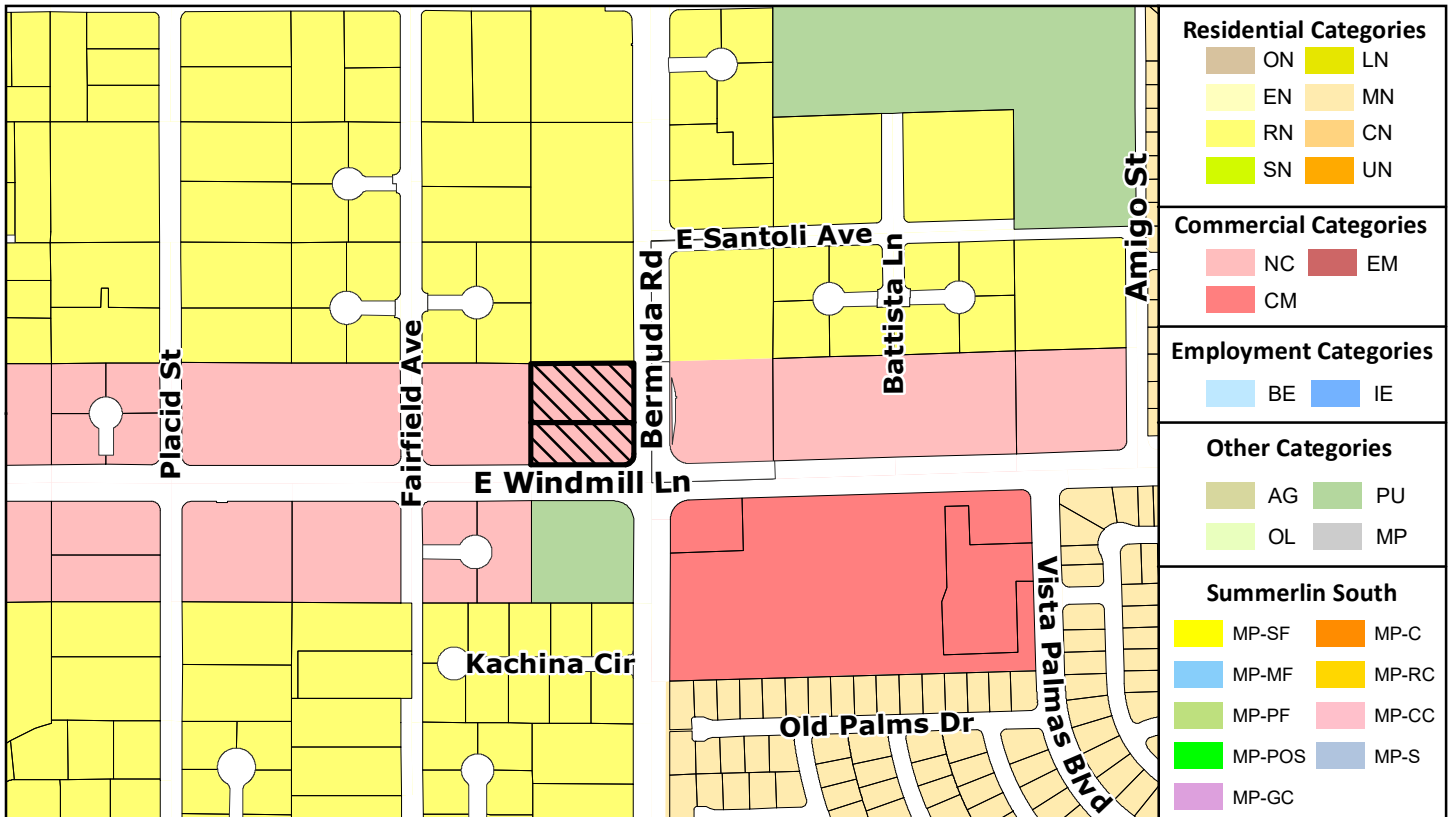 E Santoli Ave
Amigo St
Bermuda Rd
Battista Ln
Placid St
Fairfield Ave
E Windmill Ln
Vista Palmas Blvd
Kachina Cir
Old Palms Dr
Residential Categories
ON LN
EN MN
RN CN
SN UN
Commercial Categories
NC EM
CM
Employment Categories
BE IE
Other Categories
AG PU
OL MP
Summerlin South
MP-SF MP-C
MP-MF MP-RC
MP-PF MP-CC
MP-POS MP-S
MP-GC